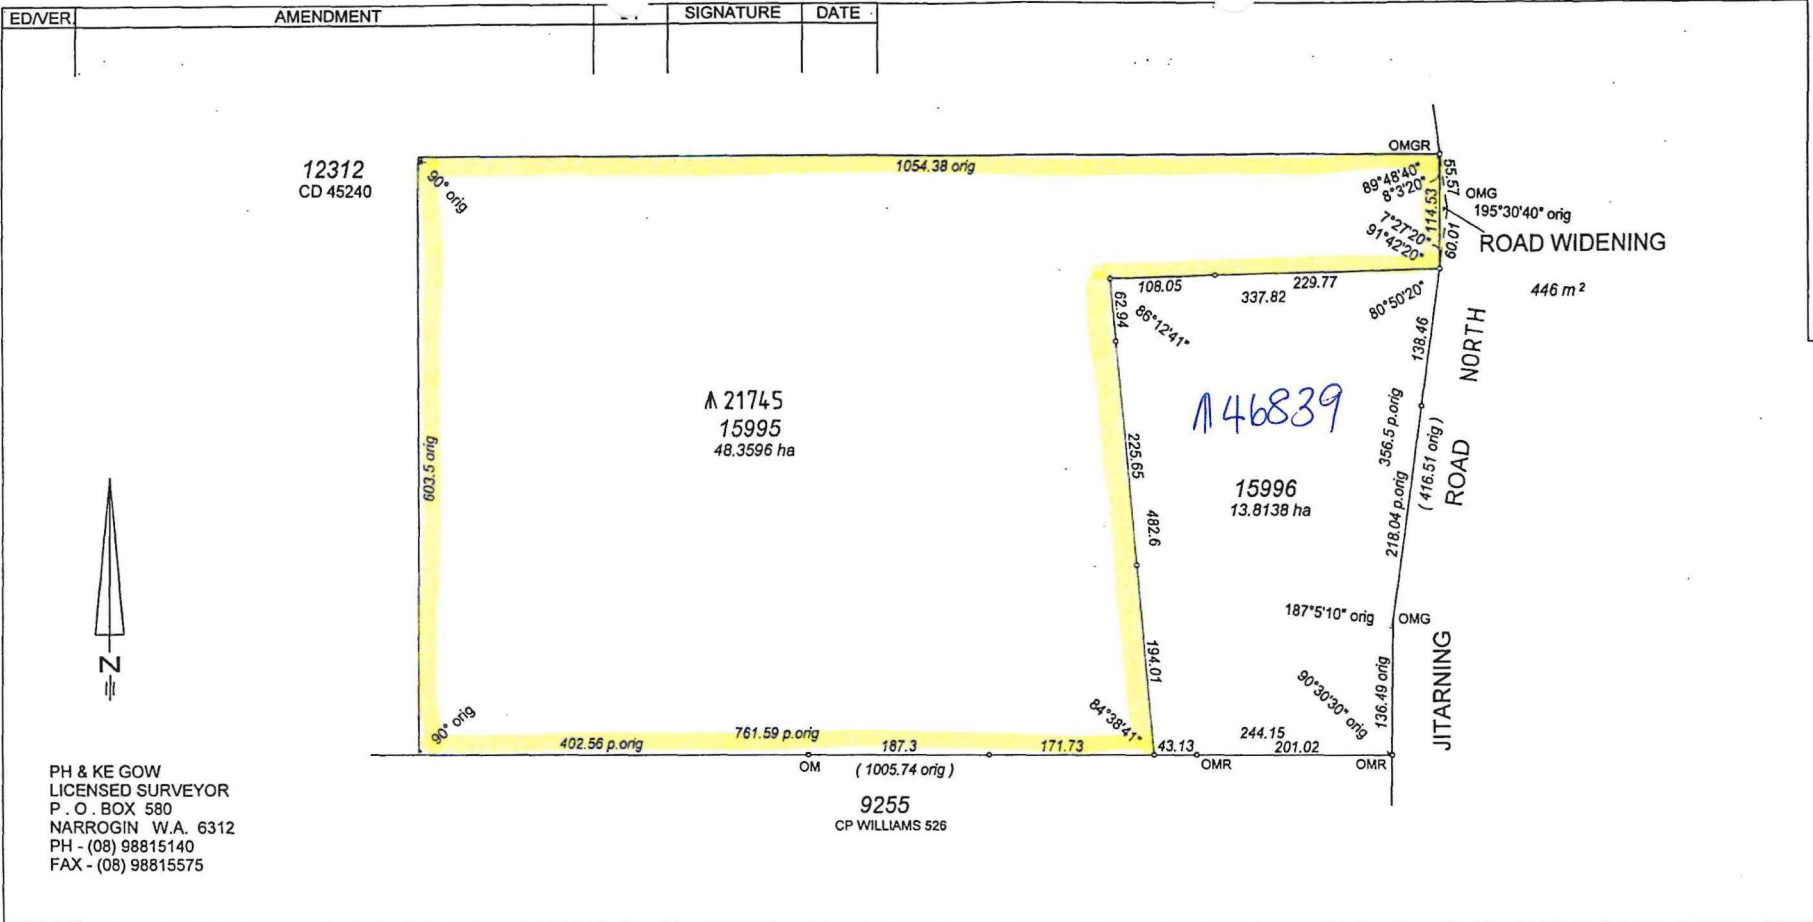 ED/VER. AMENDMENT SIGNATURE DATE
12312
CD 45240
1054.38 orig
OMGR
90° orig
89°48'40"
8°3'20"
114.53
55.57
OMG
195°30'40" orig
7°27'20"
91°42'20"
60.01
ROAD WIDENING
446 m²
108.05
229.77
337.82
80°50'20"
62.94
86°12'41"
138.46
NORTH
⩚ 21745
15995
48.3596 ha
⩚ 46839
603.5 orig
225.65
356.5 p.orig
( 416.51 orig )
ROAD
15996
13.8138 ha
482.6
218.04 p.orig
187°5'10" orig
OMG
N
194.01
136.49 orig
JITARNING
90° orig
84°38'41"
90°30'30" orig
402.56 p.orig
761.59 p.orig
187.3
171.73
43.13
244.15
201.02
OM
( 1005.74 orig )
OMR
OMR
9255
CP WILLIAMS 526
PH & KE GOW
LICENSED SURVEYOR
P . O . BOX 580
NARROGIN W.A. 6312
PH - (08) 98815140
FAX - (08) 98815575